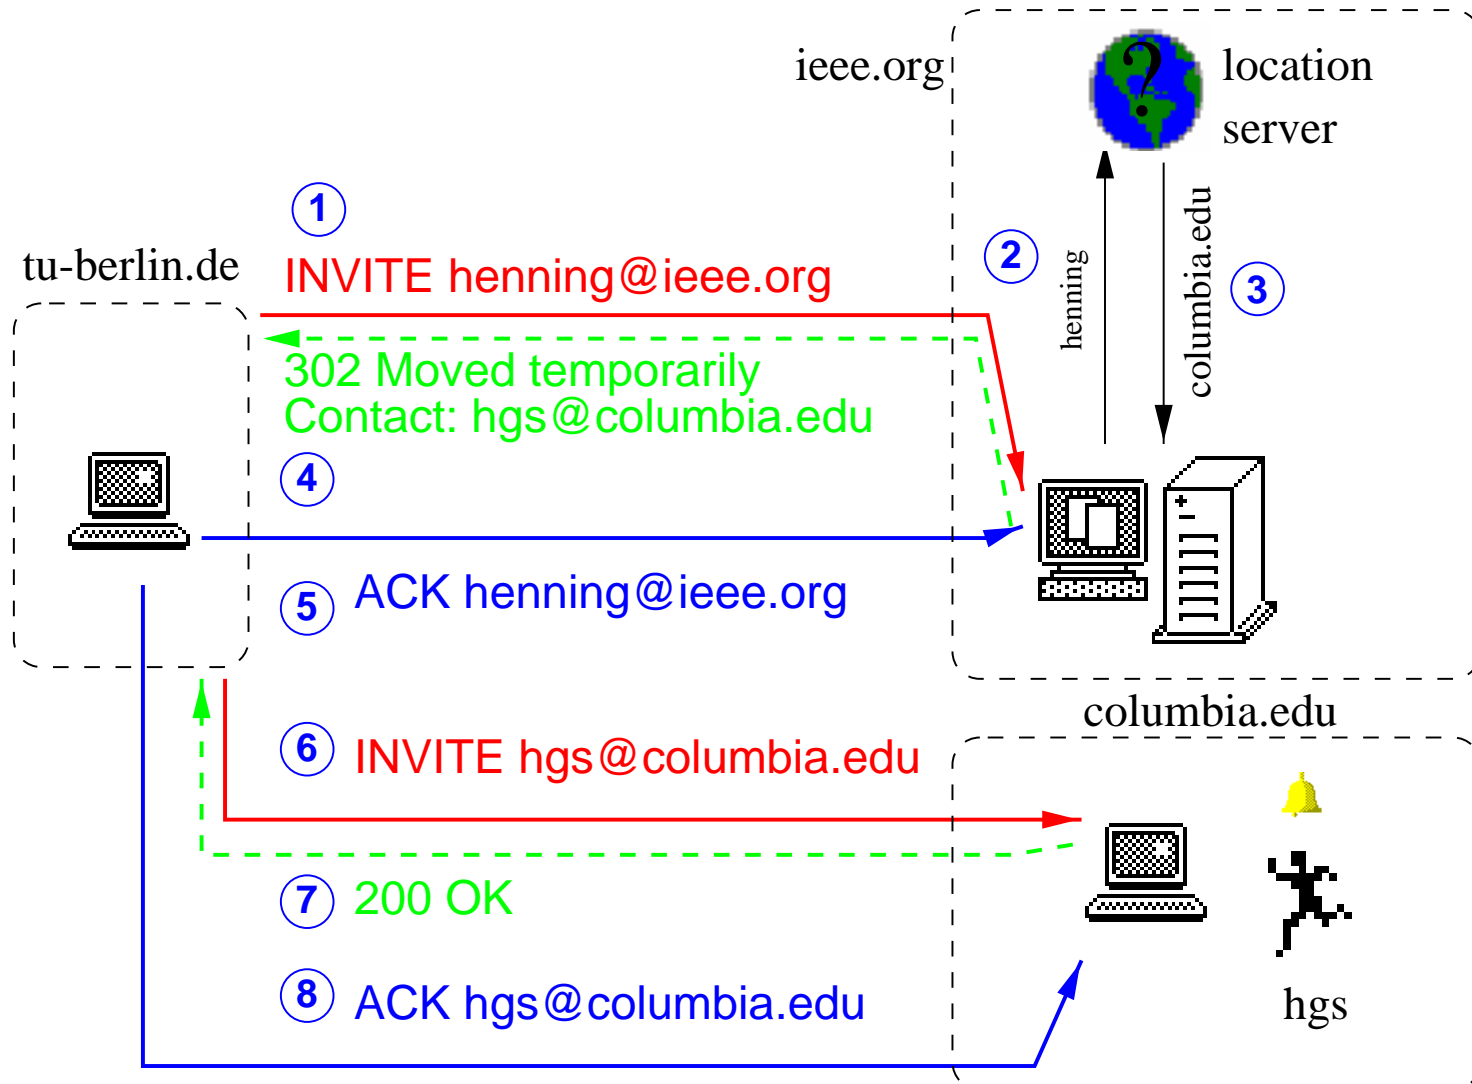 ieee.org
?
location
server
1
tu-berlin.de
INVITE henning@ieee.org
2
henning
columbia.edu
3
302 Moved temporarily
Contact: hgs@columbia.edu
4
5
ACK henning@ieee.org
columbia.edu
6
INVITE hgs@columbia.edu
7
200 OK
8
ACK hgs@columbia.edu
hgs